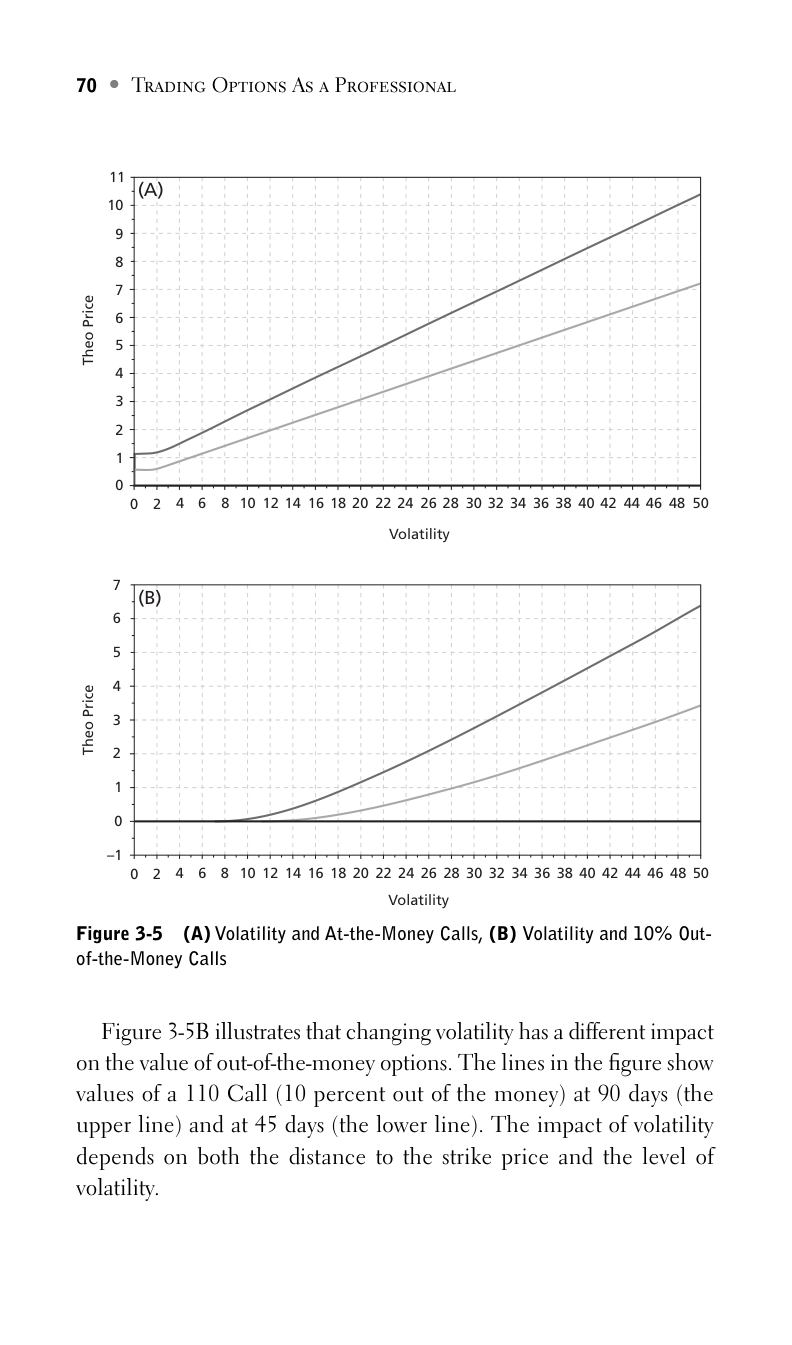 70 • Trading Options As a Professional
(A)
11
10
9
8
7
6
5
4
3
2
1
0
Theo Price
0 2 4 6 8 10 12 14 16 18 20 22 24 26 28 30 32 34 36 38 40 42 44 46 48 50
Volatility
(B)
7
6
5
4
3
2
1
0
−1
Theo Price
0 2 4 6 8 10 12 14 16 18 20 22 24 26 28 30 32 34 36 38 40 42 44 46 48 50
Volatility
Figure 3-5 (A) Volatility and At-the-Money Calls, (B) Volatility and 10% Out-
of-the-Money Calls
Figure 3-5B illustrates that changing volatility has a different impact
on the value of out-of-the-money options. The lines in the figure show
values of a 110 Call (10 percent out of the money) at 90 days (the
upper line) and at 45 days (the lower line). The impact of volatility
depends on both the distance to the strike price and the level of
volatility.